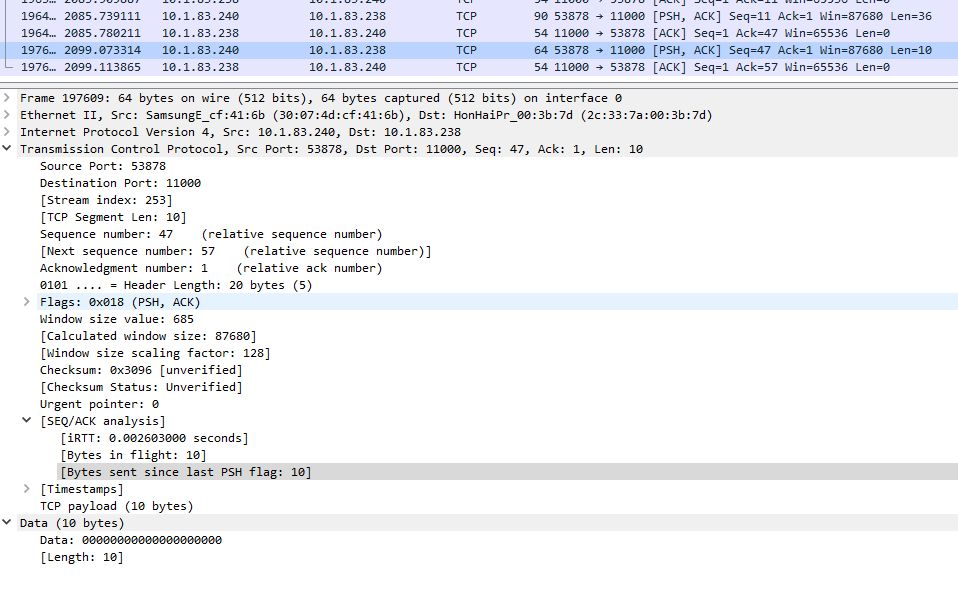 1963… 2085.569867 10.1.83.238 10.1.83.240 TCP 54 11000 → 53878 [ACK] Seq=1 Ack=11 Win=65536 Len=0
1964… 2085.739111 10.1.83.240 10.1.83.238 TCP 90 53878 → 11000 [PSH, ACK] Seq=11 Ack=1 Win=87680 Len=36
1964… 2085.780211 10.1.83.238 10.1.83.240 TCP 54 11000 → 53878 [ACK] Seq=1 Ack=47 Win=65536 Len=0
1976… 2099.073314 10.1.83.240 10.1.83.238 TCP 64 53878 → 11000 [PSH, ACK] Seq=47 Ack=1 Win=87680 Len=10
1976… 2099.113865 10.1.83.238 10.1.83.240 TCP 54 11000 → 53878 [ACK] Seq=1 Ack=57 Win=65536 Len=0
Frame 197609: 64 bytes on wire (512 bits), 64 bytes captured (512 bits) on interface 0
Ethernet II, Src: SamsungE_cf:41:6b (30:07:4d:cf:41:6b), Dst: HonHaiPr_00:3b:7d (2c:33:7a:00:3b:7d)
Internet Protocol Version 4, Src: 10.1.83.240, Dst: 10.1.83.238
Transmission Control Protocol, Src Port: 53878, Dst Port: 11000, Seq: 47, Ack: 1, Len: 10
Source Port: 53878
Destination Port: 11000
[Stream index: 253]
[TCP Segment Len: 10]
Sequence number: 47 (relative sequence number)
[Next sequence number: 57 (relative sequence number)]
Acknowledgment number: 1 (relative ack number)
0101 .... = Header Length: 20 bytes (5)
Flags: 0x018 (PSH, ACK)
Window size value: 685
[Calculated window size: 87680]
[Window size scaling factor: 128]
Checksum: 0x3096 [unverified]
[Checksum Status: Unverified]
Urgent pointer: 0
[SEQ/ACK analysis]
[iRTT: 0.002603000 seconds]
[Bytes in flight: 10]
[Bytes sent since last PSH flag: 10]
[Timestamps]
TCP payload (10 bytes)
Data (10 bytes)
Data: 00000000000000000000
[Length: 10]